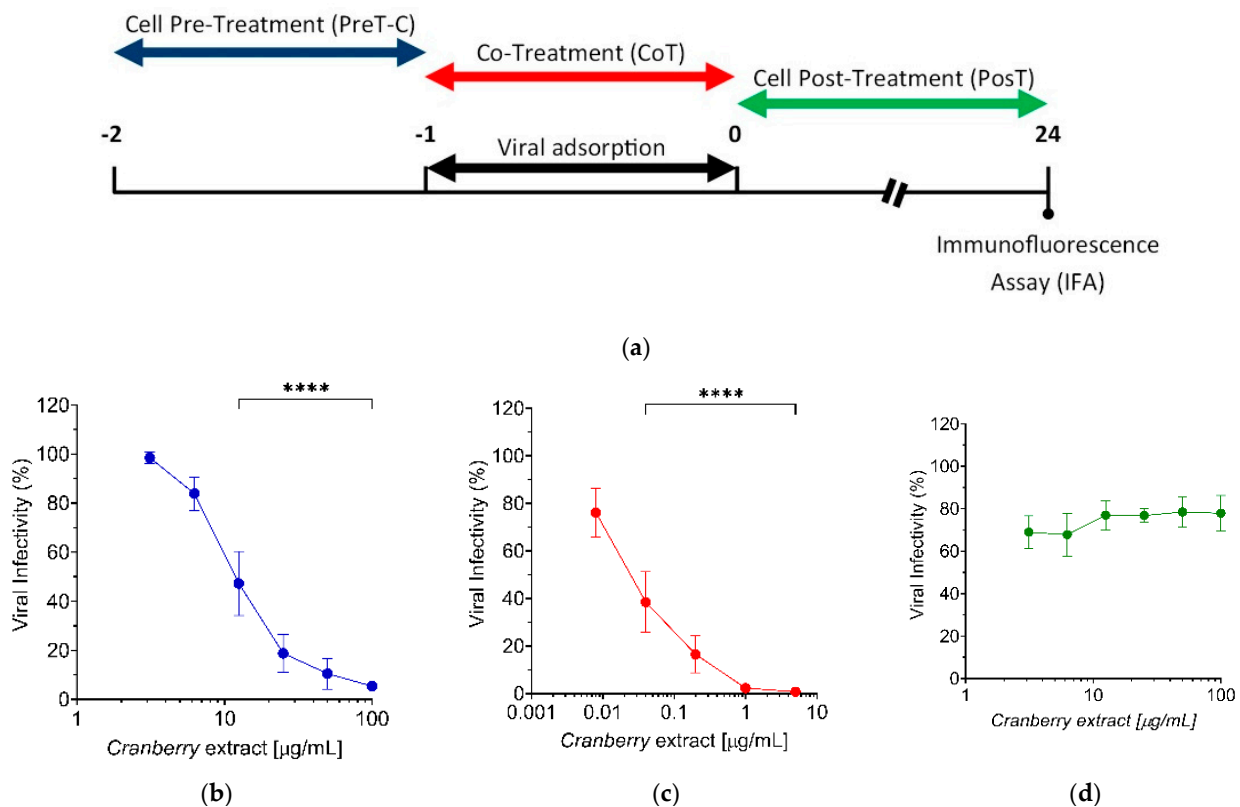 Cell Pre-Treatment (PreT-C)
Co-Treatment (CoT)
Cell Post-Treatment (PosT)
-2
-1
0
24
Viral adsorption
Immunofluorescence
Assay (IFA)
(a)
****
120
100
80
60
40
20
0
Viral Infectivity (%)
1
10
100
Cranberry extract [μg/mL]
(b)
****
120
100
80
60
40
20
0
Viral Infectivity (%)
0.001
0.01
0.1
1
10
Cranberry extract [μg/mL]
(c)
120
100
80
60
40
20
0
Viral Infectivity (%)
1
10
100
Cranberry extract [μg/mL]
(d)